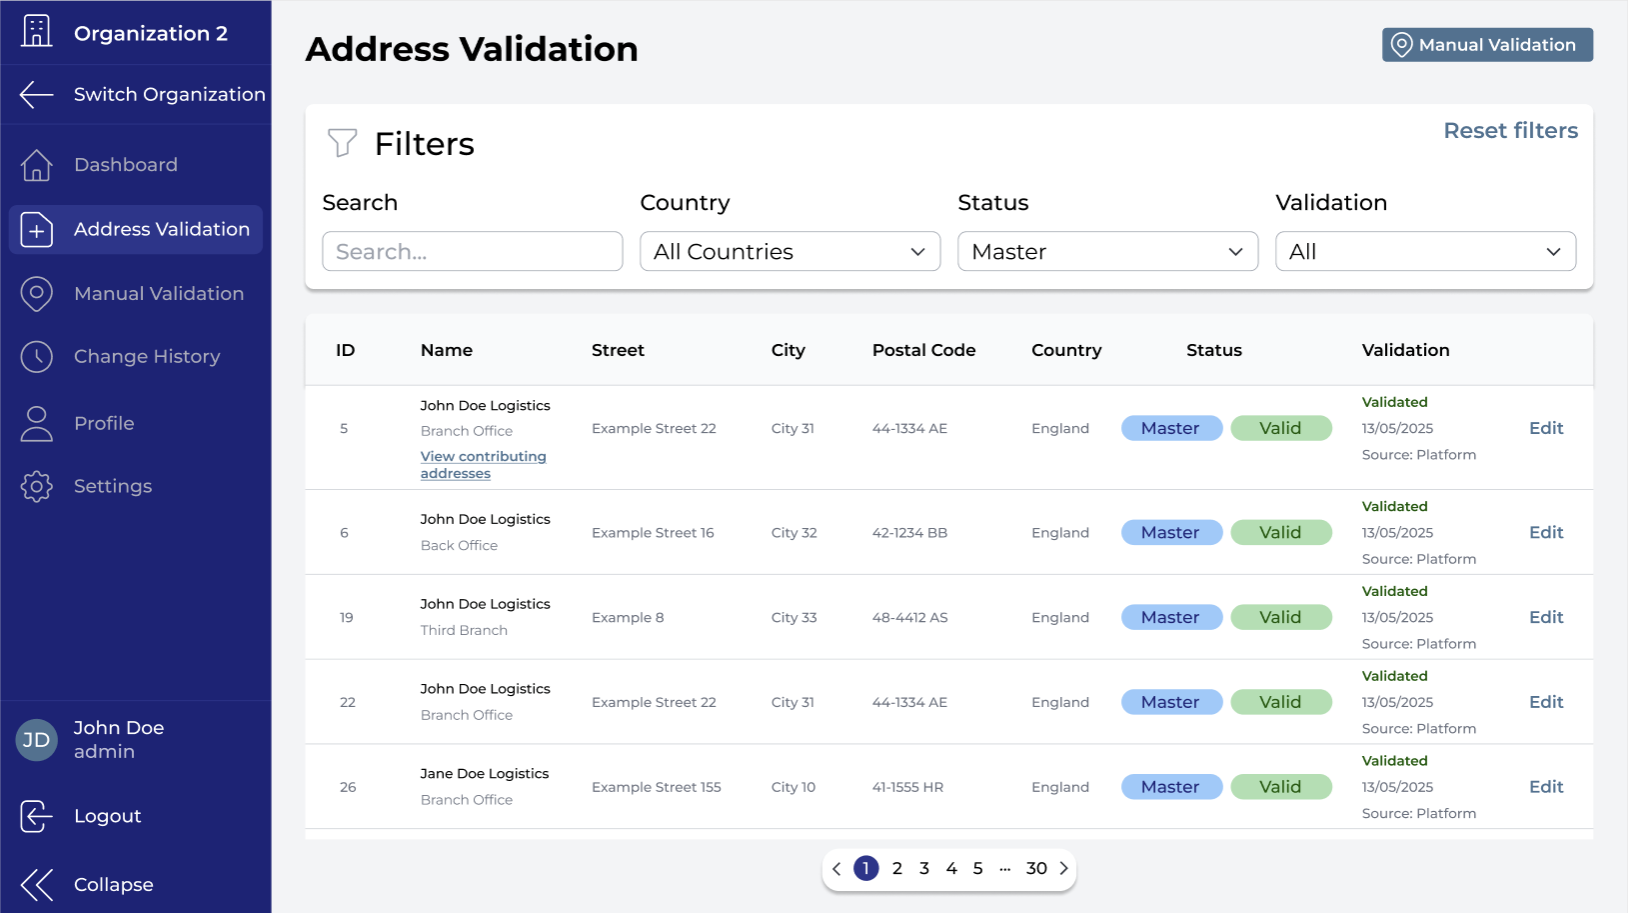 Organization 2
Switch Organization
Dashboard
Address Validation
Manual Validation
Change History
Profile
Settings
JD
John Doe
admin
Logout
Collapse
Address Validation
Manual Validation
Filters
Reset filters
Search
Country
Status
Validation
Search...
All Countries
Master
All
ID Name Street City Postal Code Country Status Validation
John Doe Logistics
Branch Office
View contributing
addresses
5 Example Street 22 City 31 44-1334 AE England Master Valid
Validated
13/05/2025
Source: Platform
Edit
John Doe Logistics
Back Office
6 Example Street 16 City 32 42-1234 BB England Master Valid
Validated
13/05/2025
Source: Platform
Edit
John Doe Logistics
Third Branch
19 Example 8 City 33 48-4412 AS England Master Valid
Validated
13/05/2025
Source: Platform
Edit
John Doe Logistics
Branch Office
22 Example Street 22 City 31 44-1334 AE England Master Valid
Validated
13/05/2025
Source: Platform
Edit
Jane Doe Logistics
Branch Office
26 Example Street 155 City 10 41-1555 HR England Master Valid
Validated
13/05/2025
Source: Platform
Edit
1 2 3 4 5 ... 30